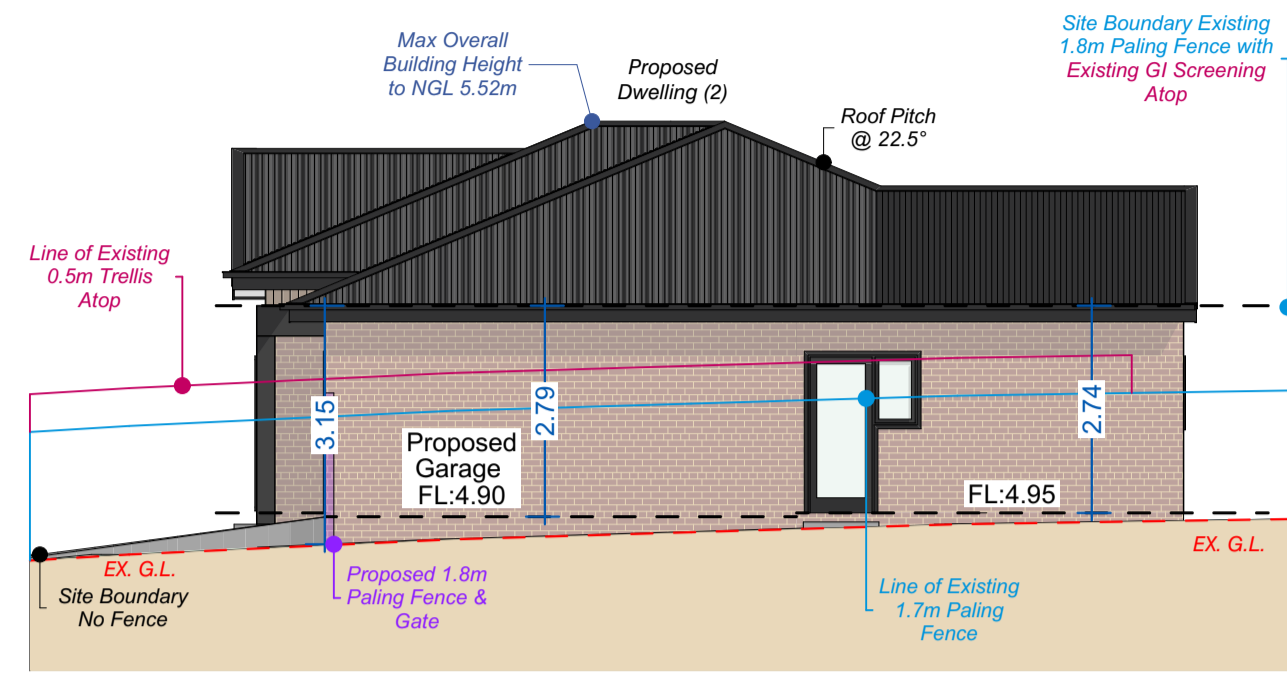 Max Overall
Building Height
to NGL 5.52m
Proposed
Dwelling (2)
Roof Pitch
@ 22.5°
Site Boundary Existing
1.8m Paling Fence with
Existing GI Screening
Atop
Line of Existing
0.5m Trellis
Atop
3.15
2.79
2.74
Proposed
Garage
FL:4.90
FL:4.95
EX. G.L.
EX. G.L.
Site Boundary
No Fence
Proposed 1.8m
Paling Fence &
Gate
Line of Existing
1.7m Paling
Fence